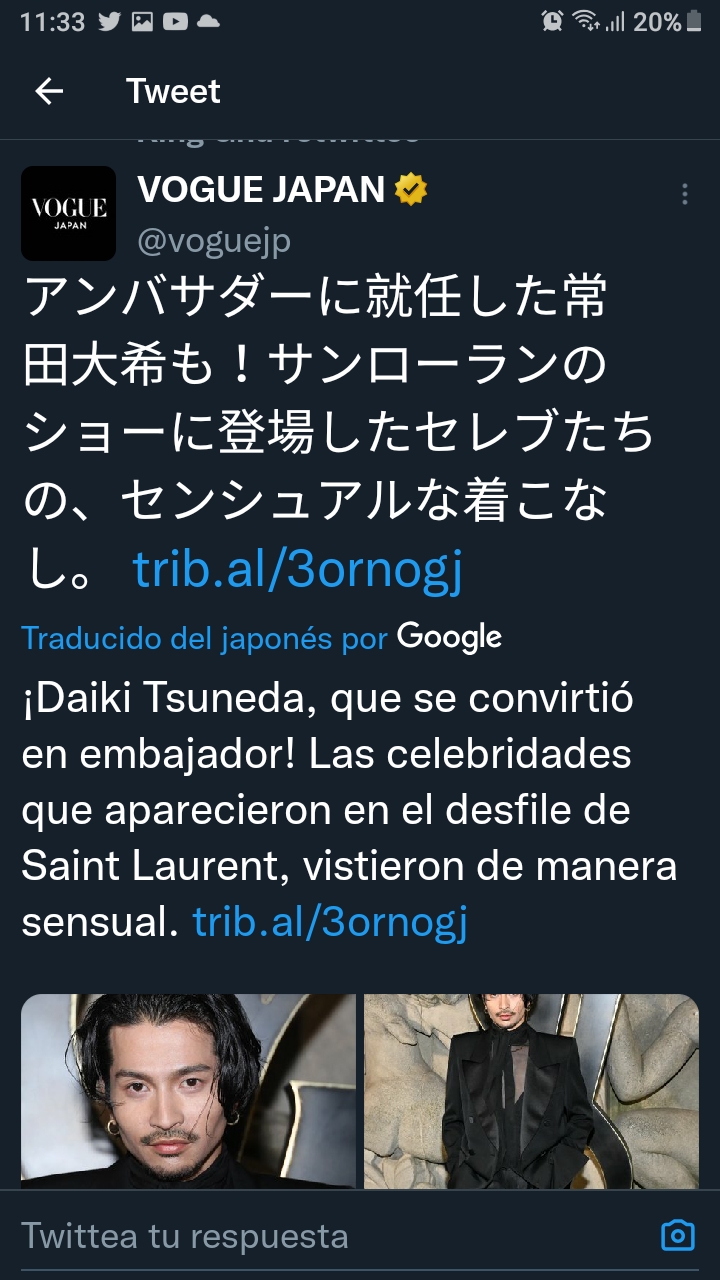 11:33
20%
Tweet
VOGUE JAPAN
VOGUE
JAPAN
@voguejp
アンバサダーに就任した常
田大希も！サンローランの
ショーに登場したセレブたち
の、センシュアルな着こな
し。 trib.al/3ornogj
Traducido del japonés por Google
¡Daiki Tsuneda, que se convirtió
en embajador! Las celebridades
que aparecieron en el desfile de
Saint Laurent, vistieron de manera
sensual. trib.al/3ornogj
Twittea tu respuesta